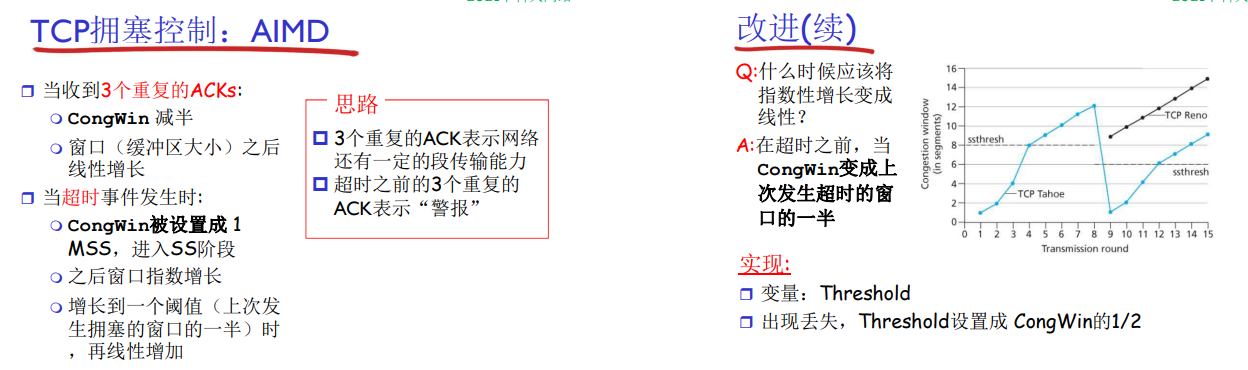 TCP拥塞控制：AIMD
当收到3个重复的ACKs:
CongWin 减半
窗口（缓冲区大小）之后
线性增长
当超时事件发生时:
CongWin被设置成 1
MSS，进入SS阶段
之后窗口指数增长
增长到一个阈值（上次发
生拥塞的窗口的一半）时
，再线性增加
思路
3个重复的ACK表示网络
还有一定的段传输能力
超时之前的3个重复的
ACK表示“警报”
改进(续)
Q:什么时候应该将
指数性增长变成
线性？
A:在超时之前，当
CongWin变成上
次发生超时的窗
口的一半
Congestion window
(in segments)
16
14
12
10
8
6
4
2
0
ssthresh
TCP Reno
ssthresh
TCP Tahoe
0 1 2 3 4 5 6 7 8 9 10 11 12 13 14 15
Transmission round
实现:
变量：Threshold
出现丢失，Threshold设置成 CongWin的1/2